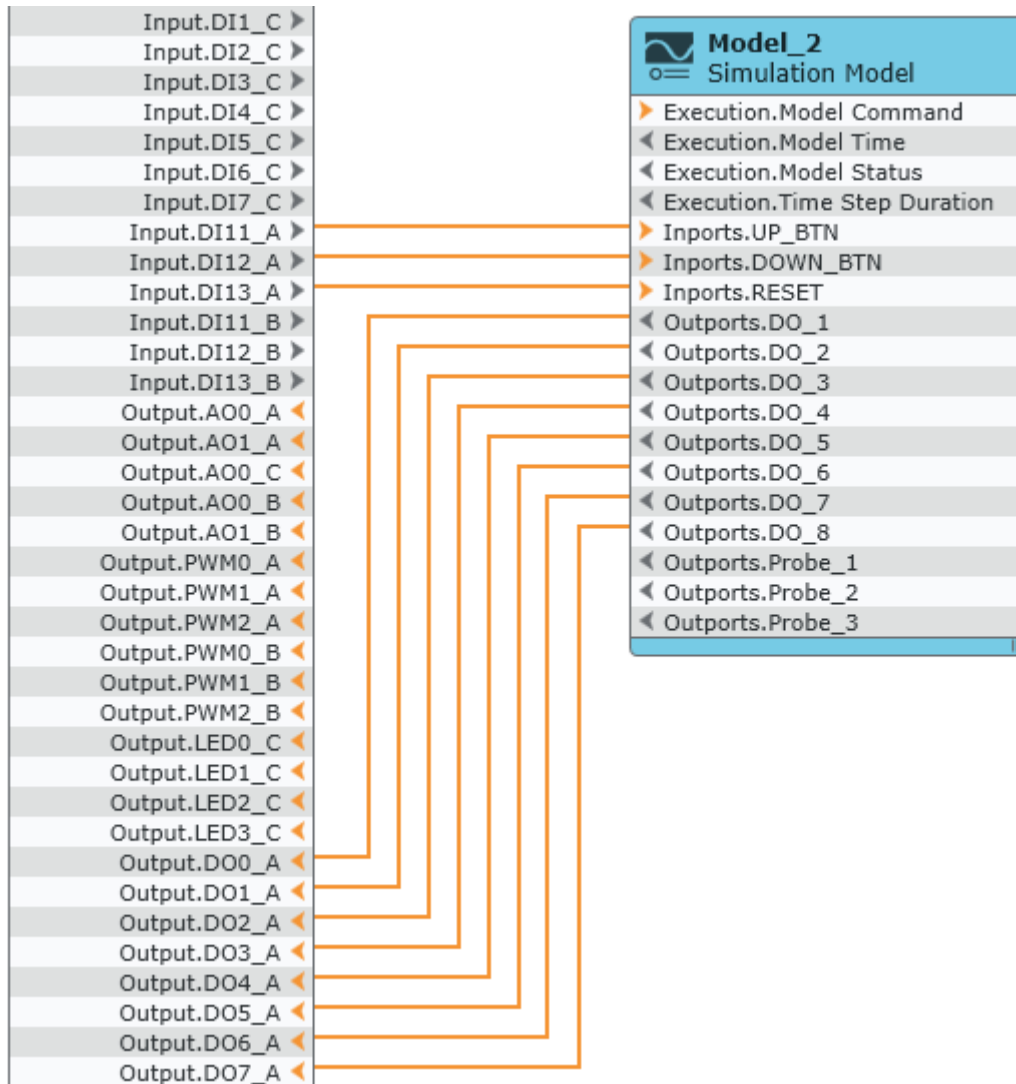 Input.DI1_C
Input.DI2_C
Input.DI3_C
Input.DI4_C
Input.DI5_C
Input.DI6_C
Input.DI7_C
Input.DI11_A
Input.DI12_A
Input.DI13_A
Input.DI11_B
Input.DI12_B
Input.DI13_B
Output.AO0_A
Output.AO1_A
Output.AO0_C
Output.AO0_B
Output.AO1_B
Output.PWM0_A
Output.PWM1_A
Output.PWM2_A
Output.PWM0_B
Output.PWM1_B
Output.PWM2_B
Output.LED0_C
Output.LED1_C
Output.LED2_C
Output.LED3_C
Output.DO0_A
Output.DO1_A
Output.DO2_A
Output.DO3_A
Output.DO4_A
Output.DO5_A
Output.DO6_A
Output.DO7_A
Model_2
Simulation Model
Execution.Model Command
Execution.Model Time
Execution.Model Status
Execution.Time Step Duration
Inports.UP_BTN
Inports.DOWN_BTN
Inports.RESET
Outports.DO_1
Outports.DO_2
Outports.DO_3
Outports.DO_4
Outports.DO_5
Outports.DO_6
Outports.DO_7
Outports.DO_8
Outports.Probe_1
Outports.Probe_2
Outports.Probe_3